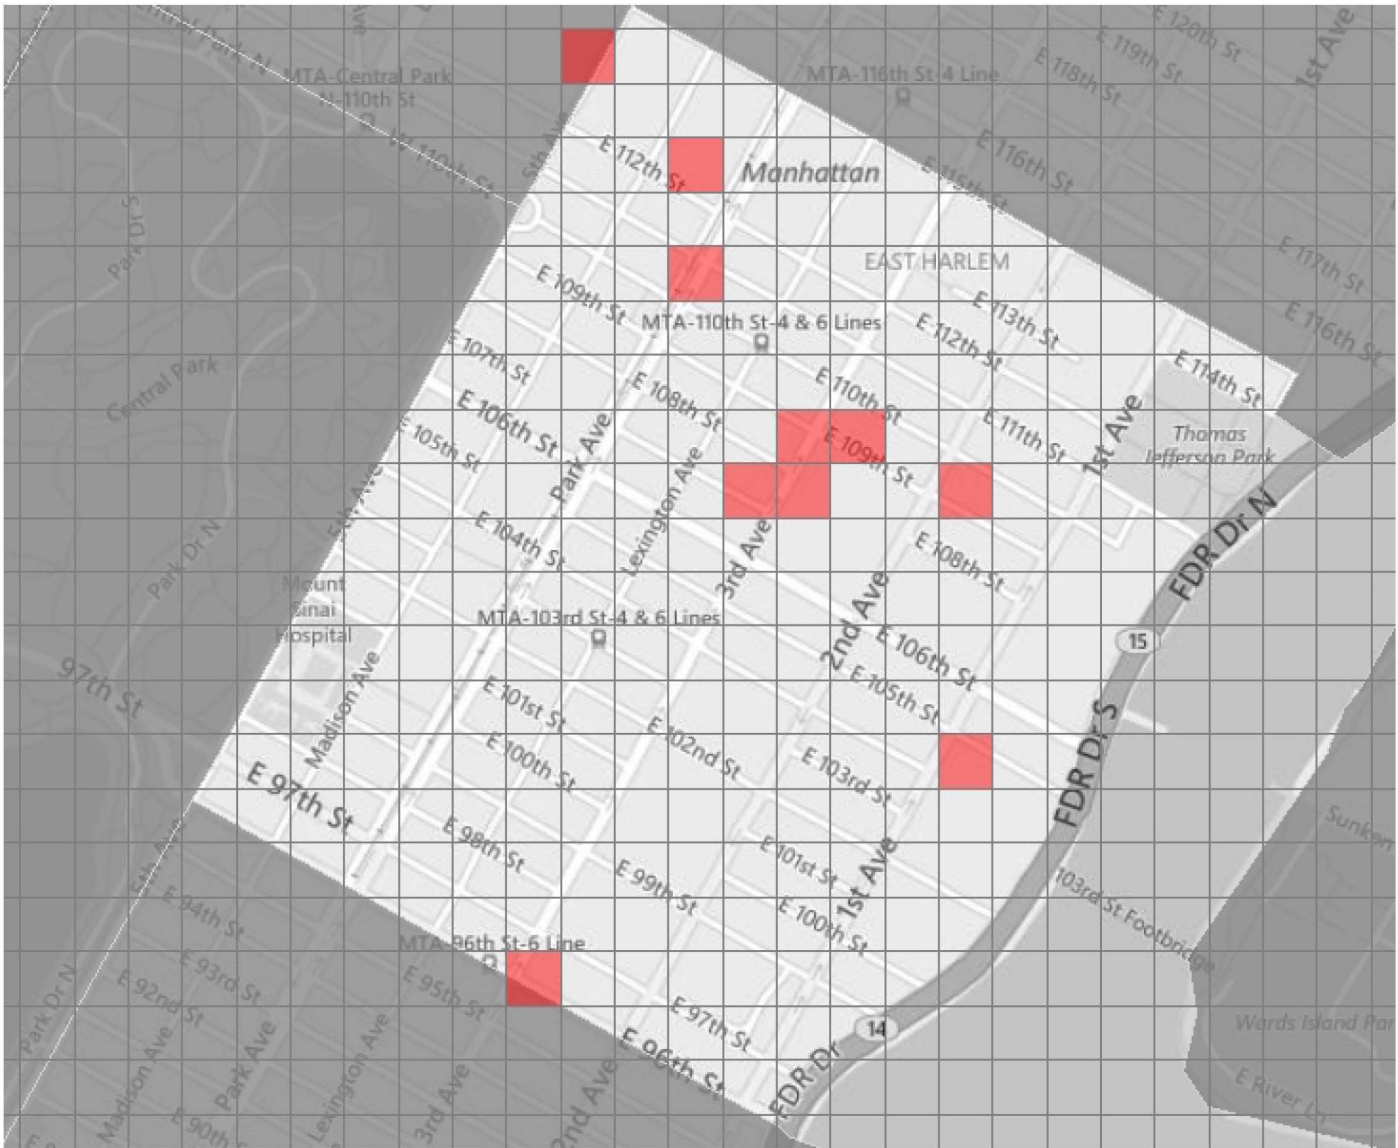 E 120th St
E 119th St
1st Ave
Central Park N
MTA-Central Park
N-110th St
MTA-116th St-4 Line
E 118th St
W 110th St
5th Ave
E 112th St
Manhattan
E 116th St
E 115th St
Park Dr S
EAST HARLEM
E 117th St
E 109th St
E 113th St
E 116th St
MTA-110th St-4 & 6 Lines
E 112th St
E 107th St
E 114th St
Central Park
E 108th St
E 110th St
E 106th St
E 105th St
E 111th St
1st Ave
Thomas
Jefferson Park
E 109th St
Park Ave
Lexington Ave
5th Ave
E 104th St
3rd Ave
E 108th St
FDR Dr N
Park Dr N
Mount
Sinai
Hospital
MTA-103rd St-4 & 6 Lines
2nd Ave
E 106th St
15
97th St
Madison Ave
E 101st St
E 105th St
E 100th St
E 102nd St
E 103rd St
FDR Dr S
E 97th St
E 98th St
E 101st St
1st Ave
Sunken
5th Ave
E 99th St
103rd St Footbridge
E 94th St
E 100th St
MTA-96th St-6 Line
E 93rd St
E 95th St
E 92nd St
Park Dr N
E 97th St
14
Wards Island Par
E 96th St
FDR Dr
Madison Ave
Park Ave
Lexington Ave
3rd Ave
2nd Ave
E River Ln
E 90th S